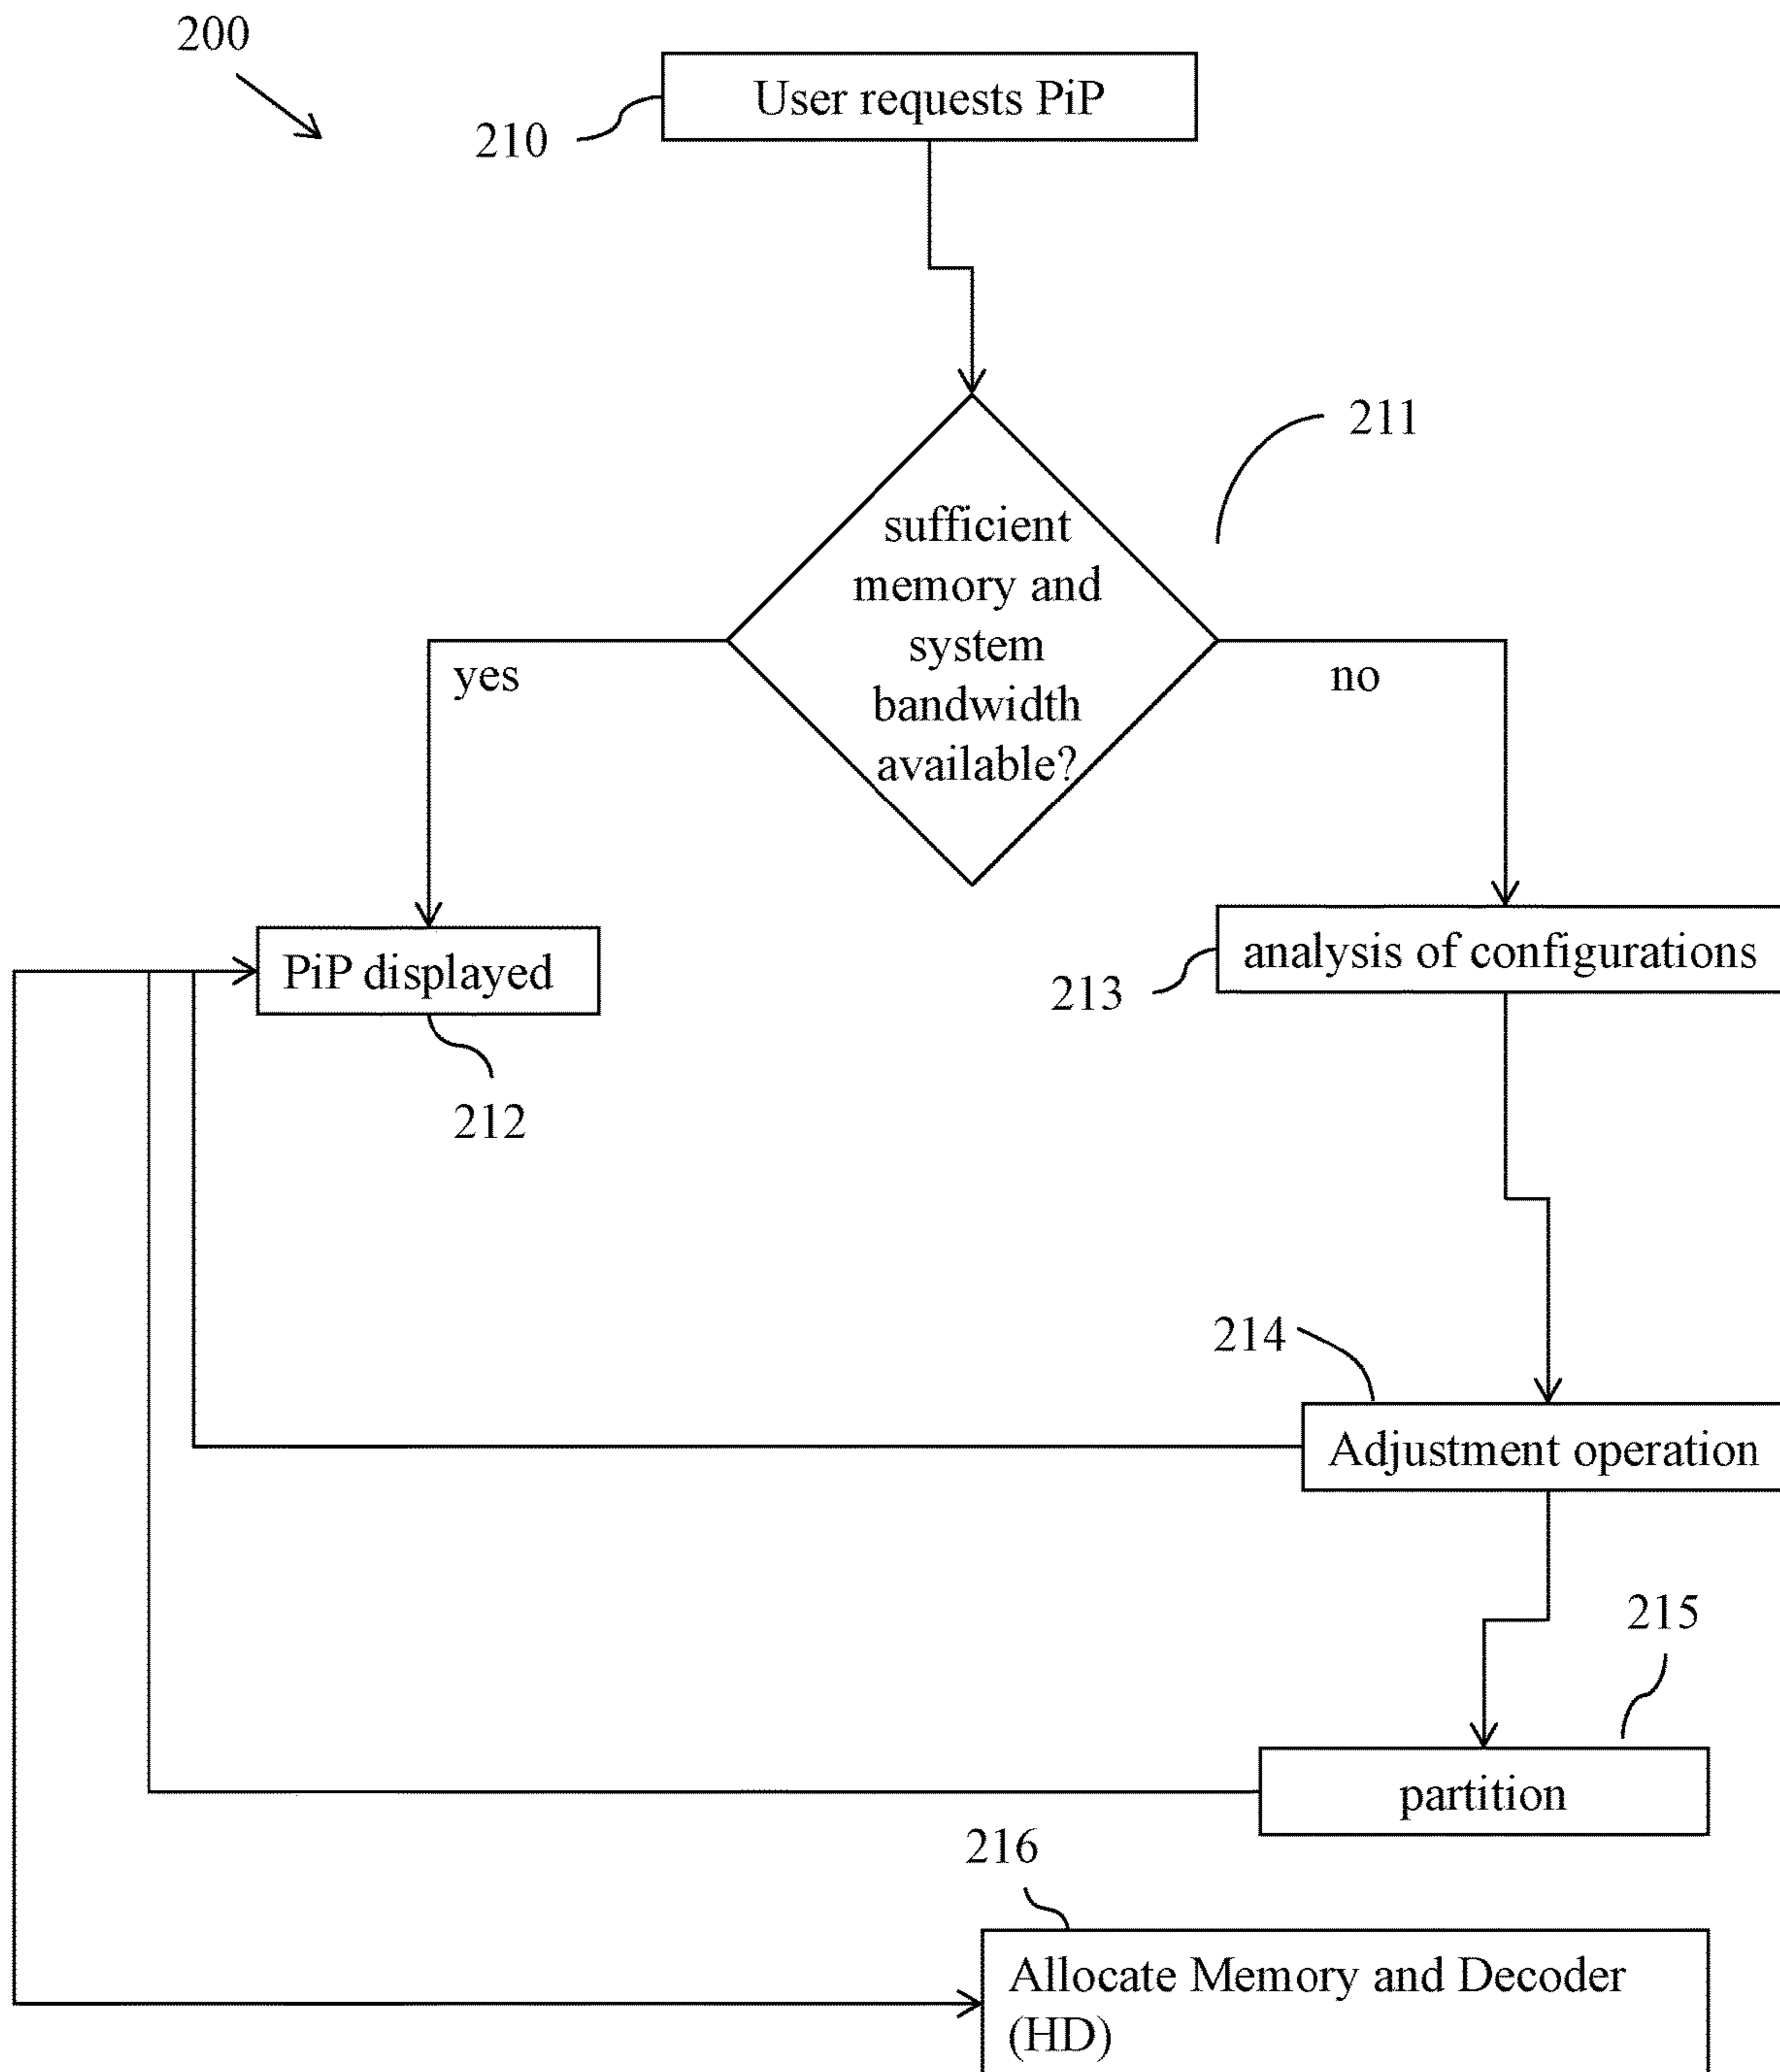 200
User requests PiP
210
211
sufficient
memory and
system
bandwidth
available?
yes
no
PiP displayed
analysis of configurations
213
212
214
Adjustment operation
215
partition
216
Allocate Memory and Decoder
(HD)